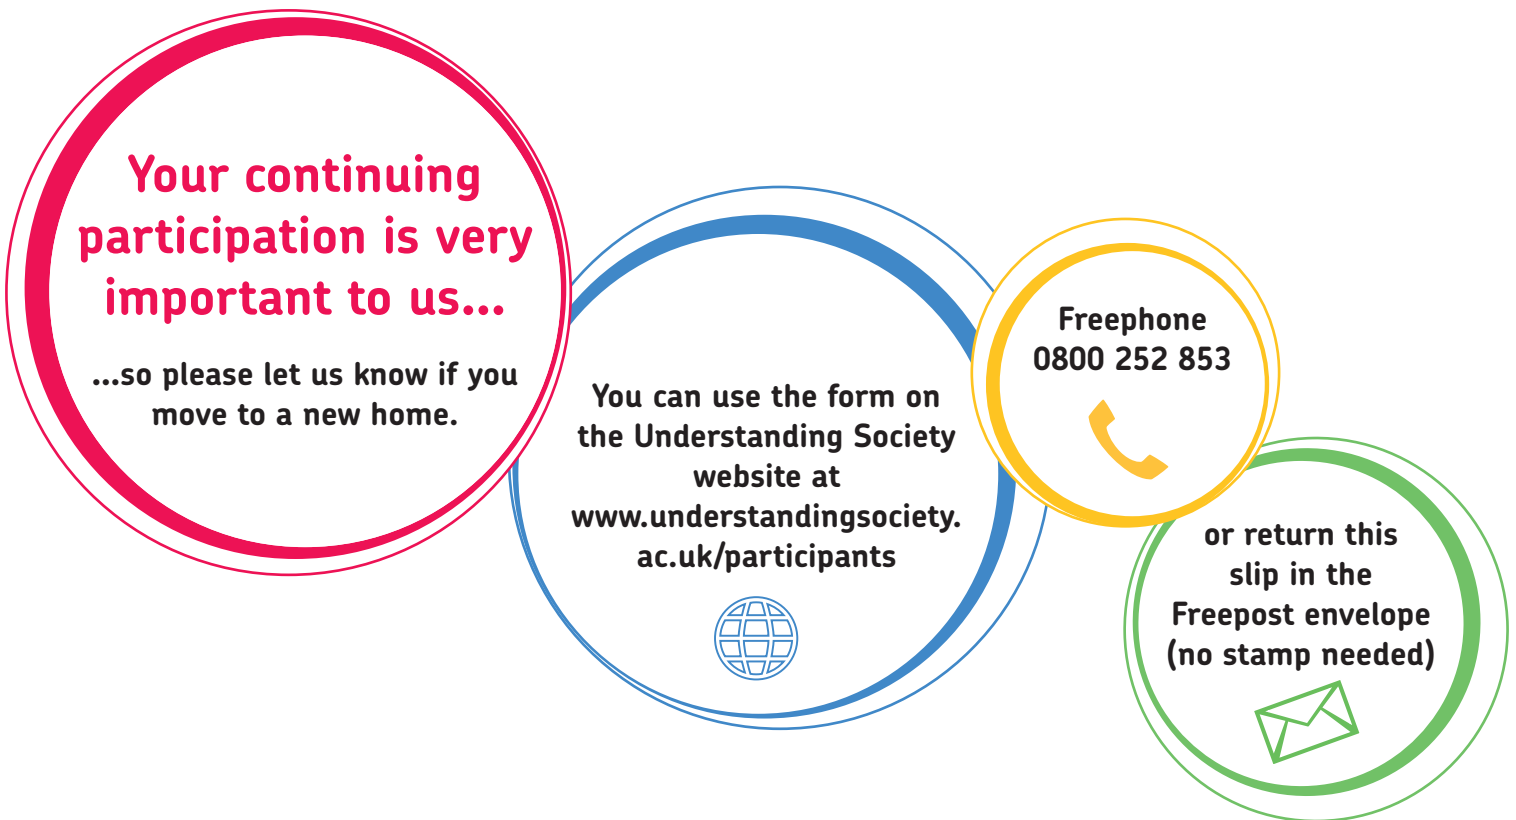 Your continuing
participation is very
important to us...
...so please let us know if you
move to a new home.
You can use the form on
the Understanding Society
website at
www.understandingsociety.
ac.uk/participants
Freephone
0800 252 853
or return this
slip in the
Freepost envelope
(no stamp needed)